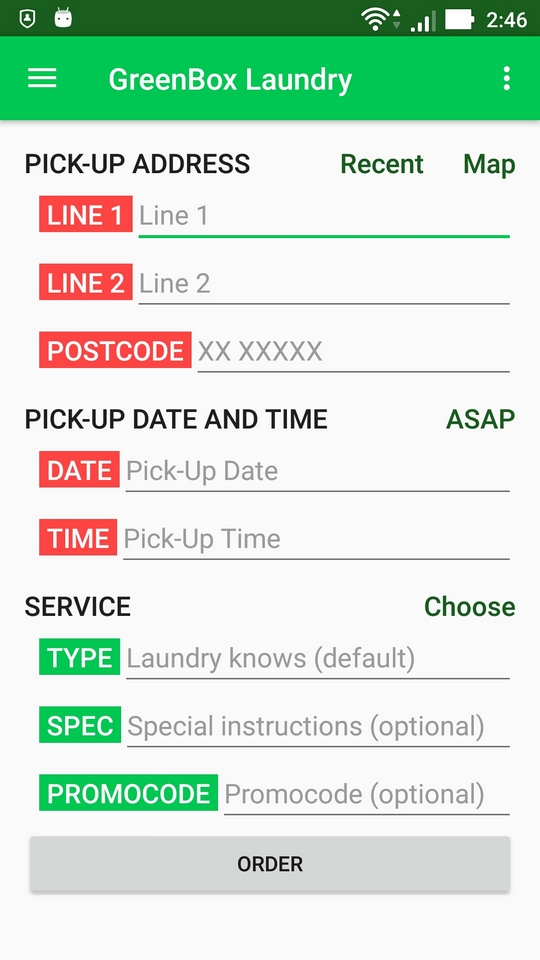 2:46
GreenBox Laundry
PICK-UP ADDRESS Recent Map
LINE 1 Line 1
LINE 2 Line 2
POSTCODE XX XXXXX
PICK-UP DATE AND TIME ASAP
DATE Pick-Up Date
TIME Pick-Up Time
SERVICE Choose
TYPE Laundry knows (default)
SPEC Special instructions (optional)
PROMOCODE Promocode (optional)
ORDER